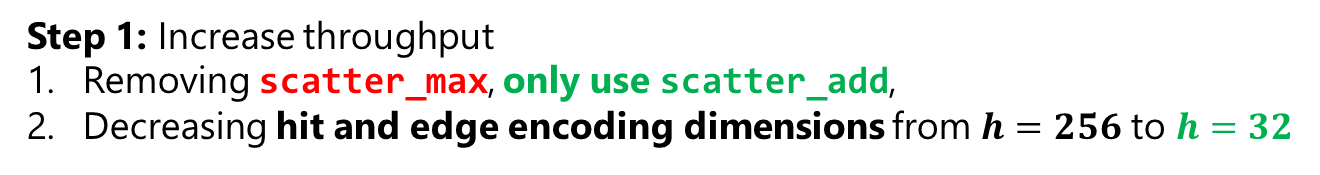 Step 1: Increase throughput
1. Removing scatter_max, only use scatter_add,
2. Decreasing hit and edge encoding dimensions from h = 256 to h = 32